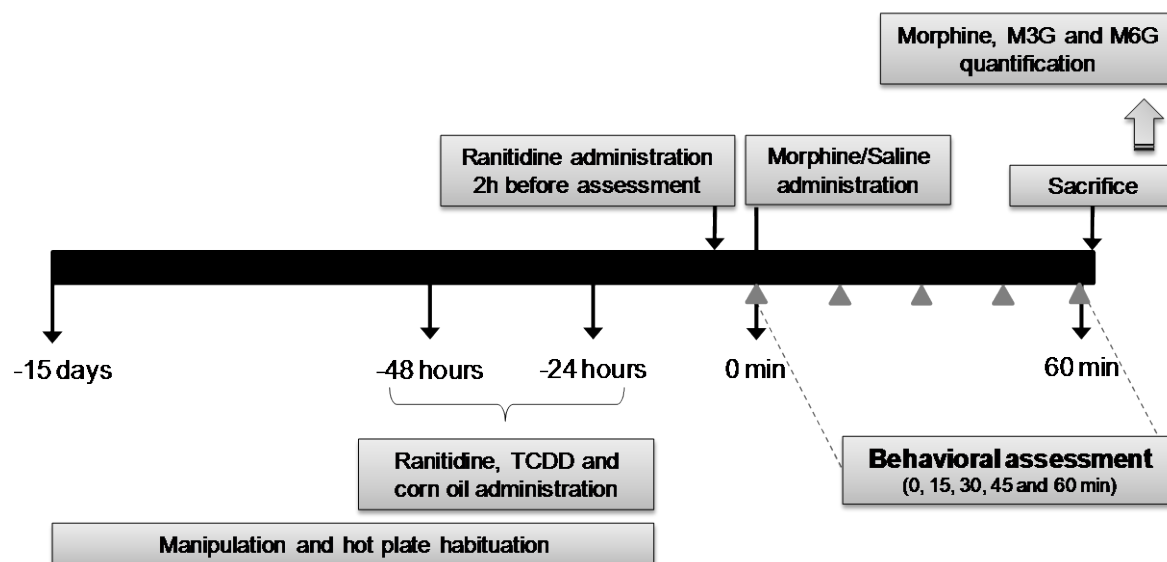 Morphine, M3G and M6G
quantification
Ranitidine administration
2h before assessment
Morphine/Saline
administration
Sacrifice
-15 days
-48 hours
-24 hours
0 min
60 min
Ranitidine, TCDD and
corn oil administration
Behavioral assessment
(0, 15, 30, 45 and 60 min)
Manipulation and hot plate habituation